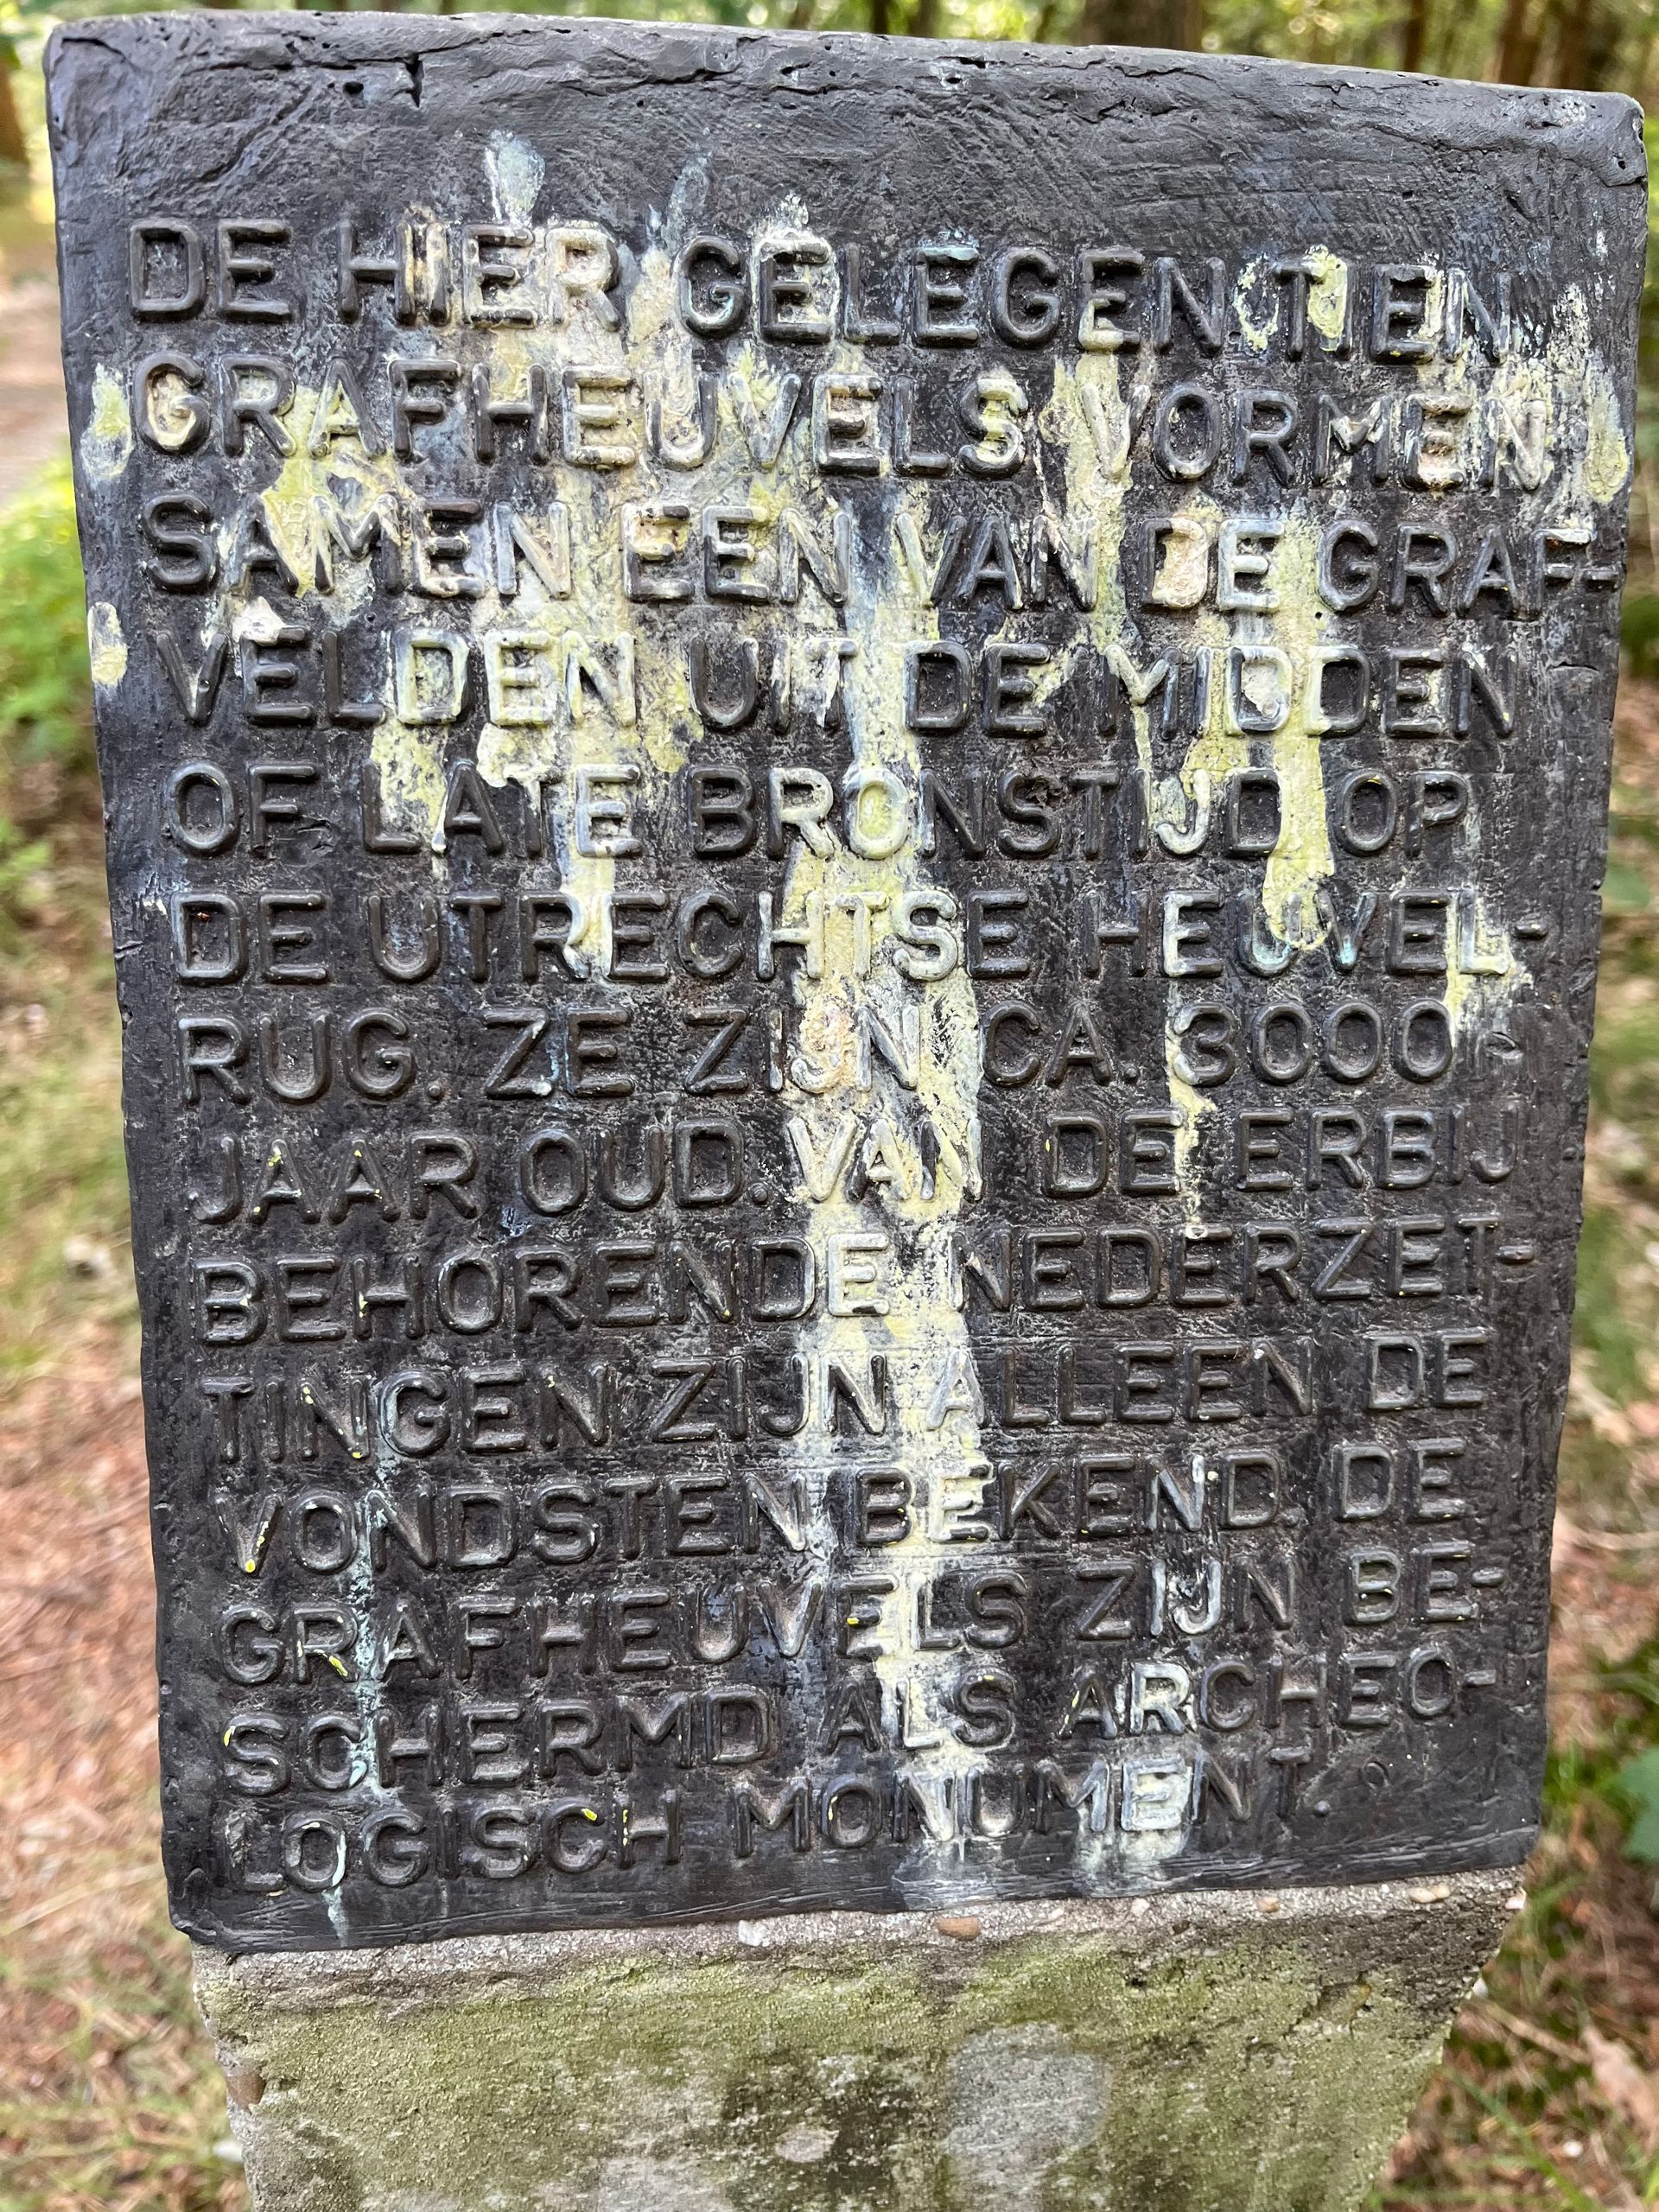 DE HIER GELEGEN TIEN
GRAFHEUVELS VORMEN
SAMEN EEN VAN DE GRAF-
VELDEN UIT DE MIDDEN
OF LATE BRONSTIJD OP
DE UTRECHTSE HEUVEL-
RUG. ZE ZIJN CA. 3000
JAAR OUD. VAN DE ERBIJ
BEHORENDE NEDERZET-
TINGEN ZIJN ALLEEN DE
VONDSTEN BEKEND. DE
GRAFHEUVELS ZIJN BE-
SCHERMD ALS ARCHEO-
LOGISCH MONUMENT.